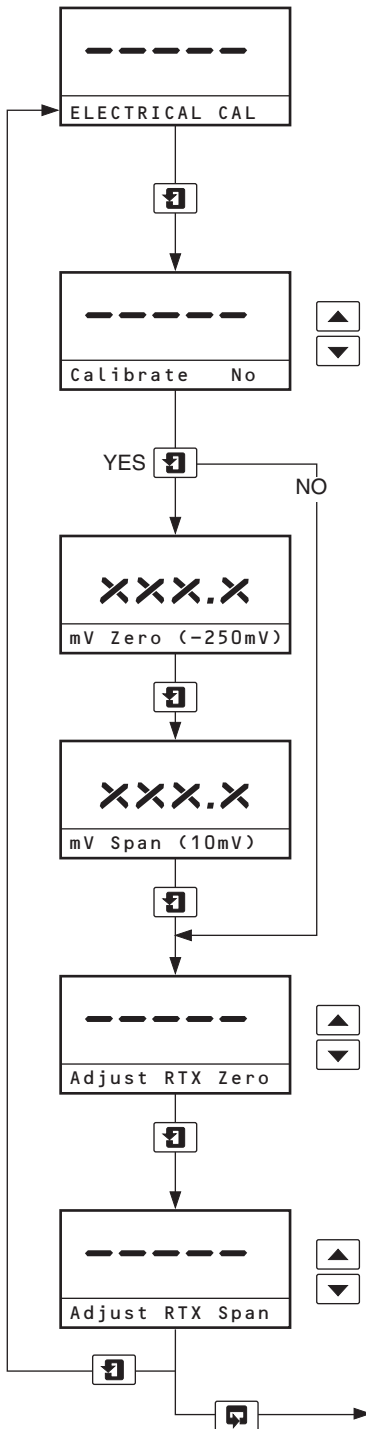 -----
ELECTRICAL CAL
-----
Calibrate No
YES
NO
XXX.X
mV Zero (-250mV)
XXX.X
mV Span (10mV)
-----
Adjust RTX Zero
-----
Adjust RTX Span